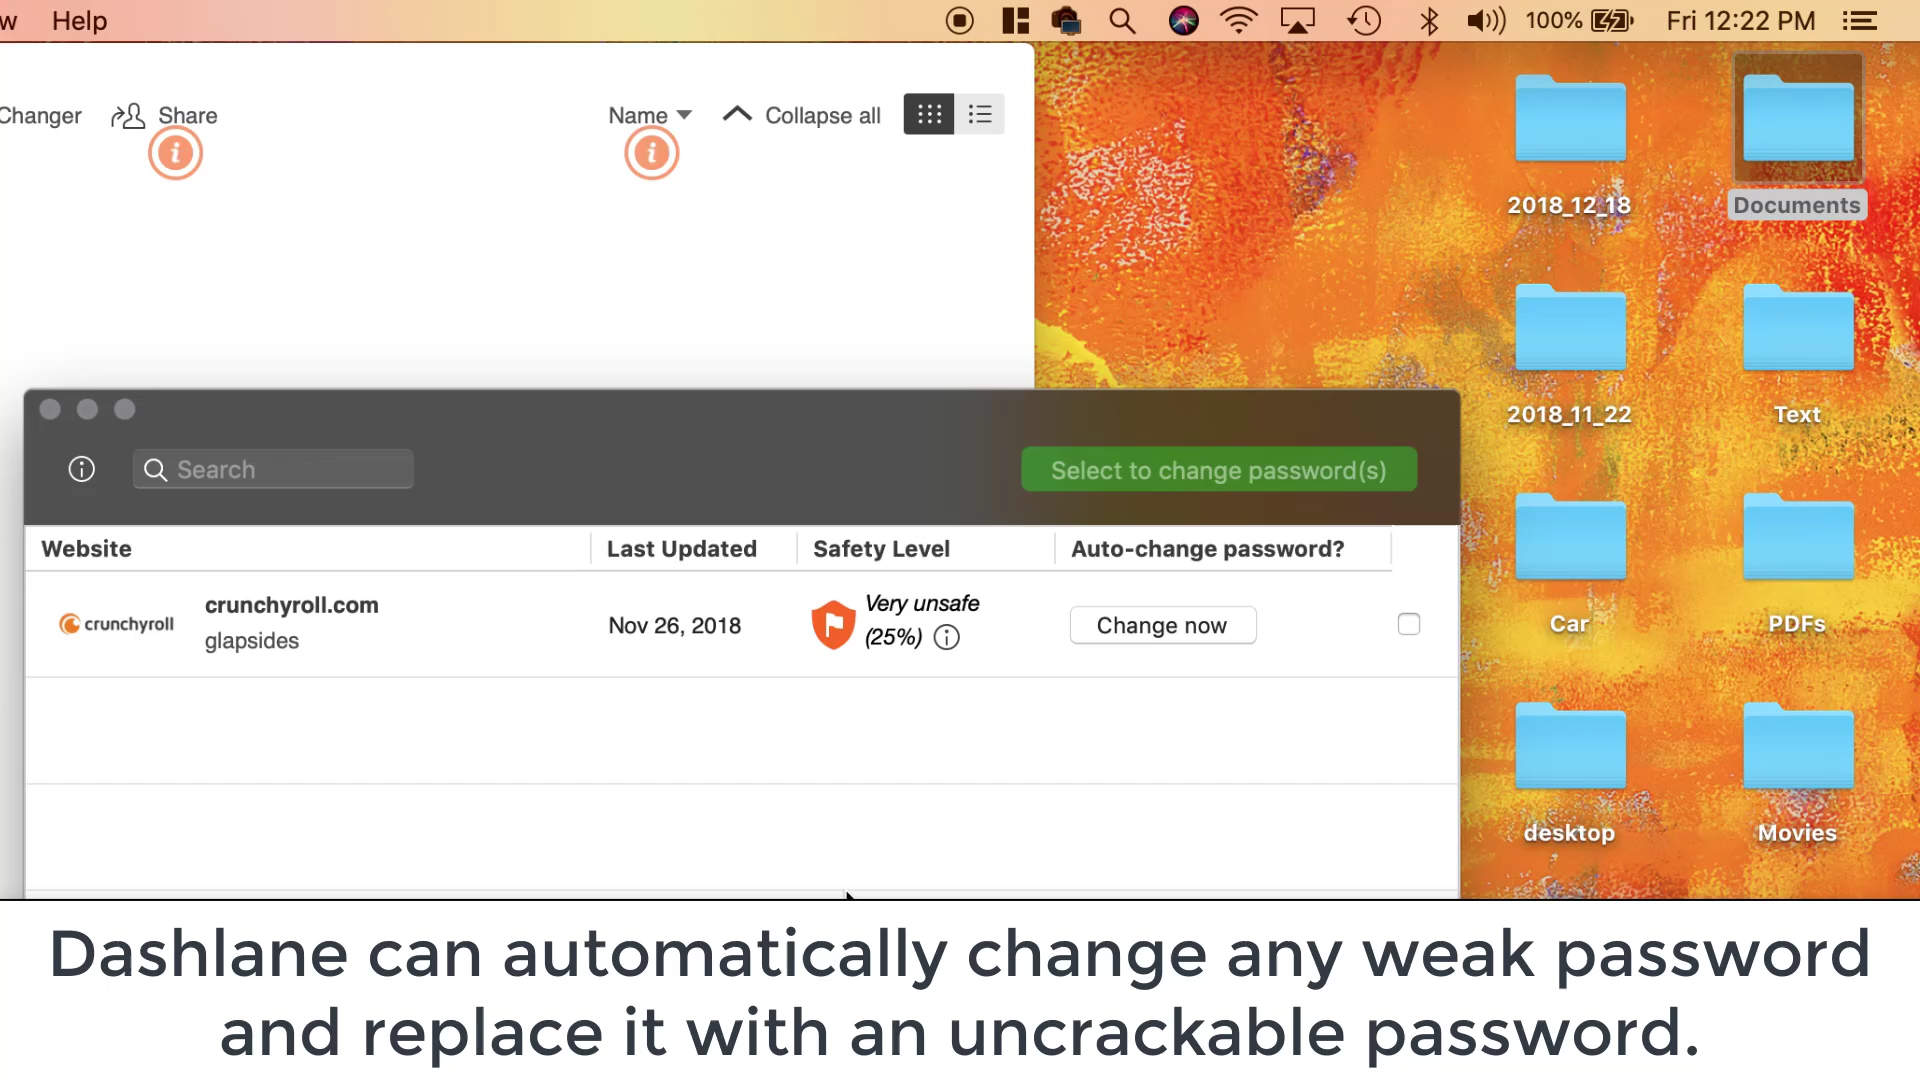 w Help 100% Fri 12:22 PM
Changer Share Name Collapse all
2018_12_18 Documents
2018_11_22 Text
Search Select to change password(s)
Website Last Updated Safety Level Auto-change password?
crunchyroll crunchyroll.com Nov 26, 2018 Very unsafe Change now
glapsides (25%)
Car PDFs
desktop Movies
Dashlane can automatically change any weak password
and replace it with an uncrackable password.